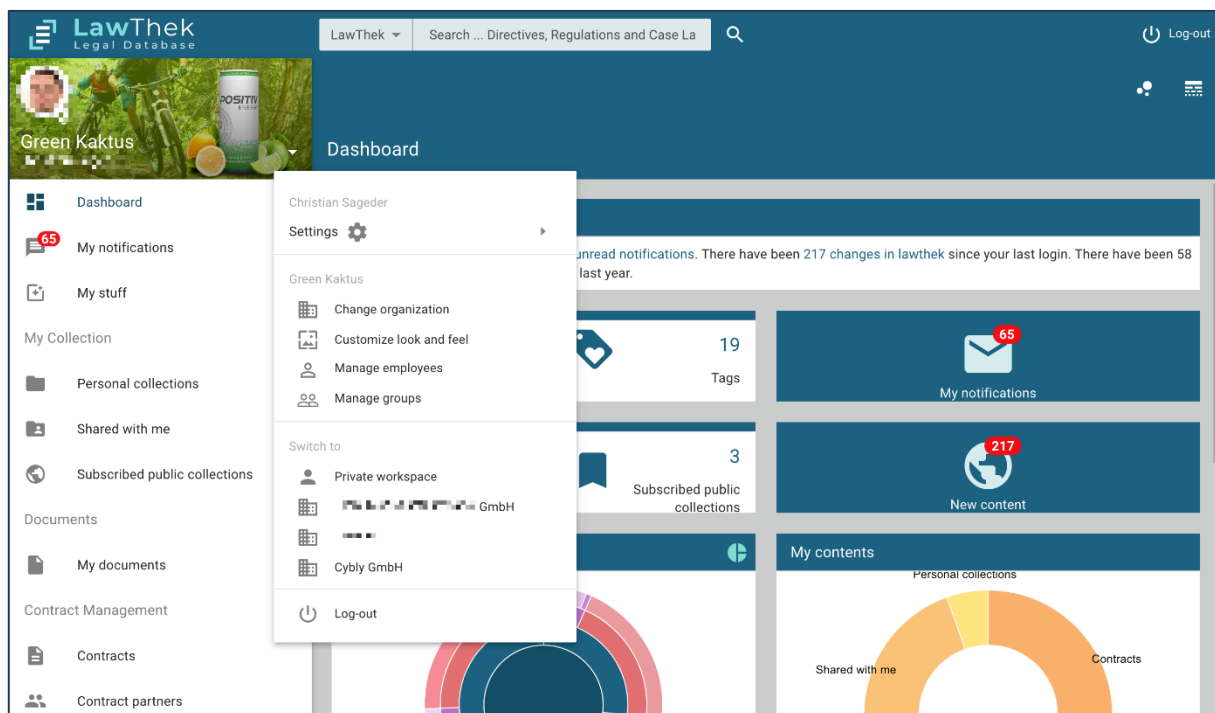 LawThek
Legal Database
LawThek
Search ... Directives, Regulations and Case La
Log-out
POSITIV
Green Kaktus
Dashboard
Dashboard
65
My notifications
My stuff
My Collection
Personal collections
Shared with me
Subscribed public collections
Documents
My documents
Contract Management
Contracts
Contract partners
Christian Sageder
Settings
Green Kaktus
Change organization
Customize look and feel
Manage employees
Manage groups
Switch to
Private workspace
GmbH
Cybly GmbH
Log-out
unread notifications. There have been 217 changes in lawthek since your last login. There have been 58
last year.
19
Tags
65
My notifications
3
Subscribed public
collections
217
New content
My contents
Personal collections
Shared with me
Contracts